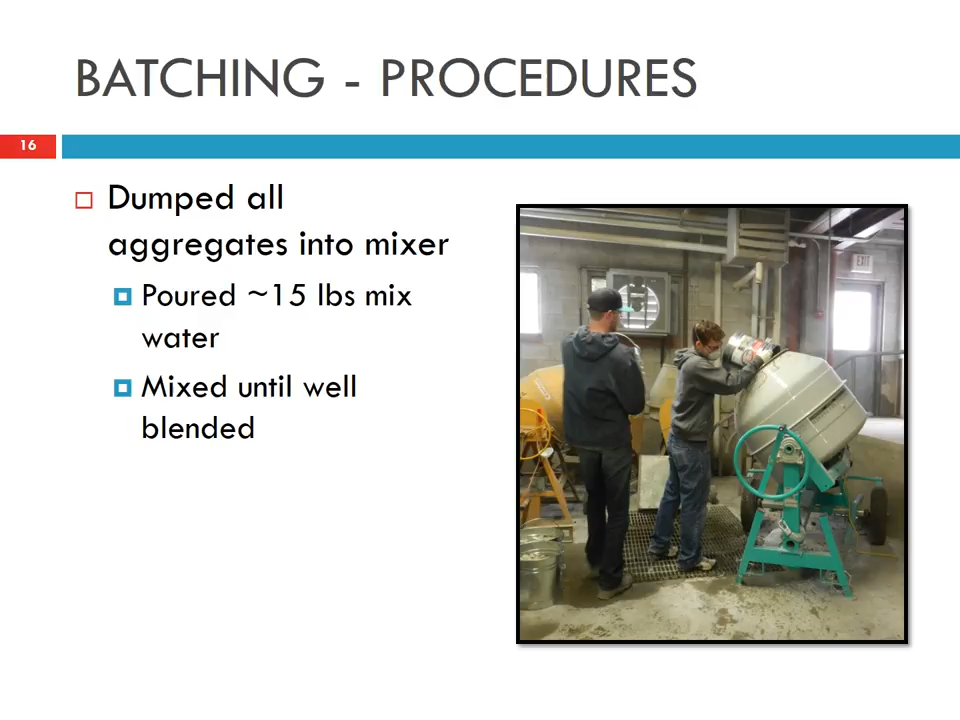 BATCHING - PROCEDURES
16
Dumped all
aggregates into mixer
Poured ~15 lbs mix
water
Mixed until well
blended
EXIT